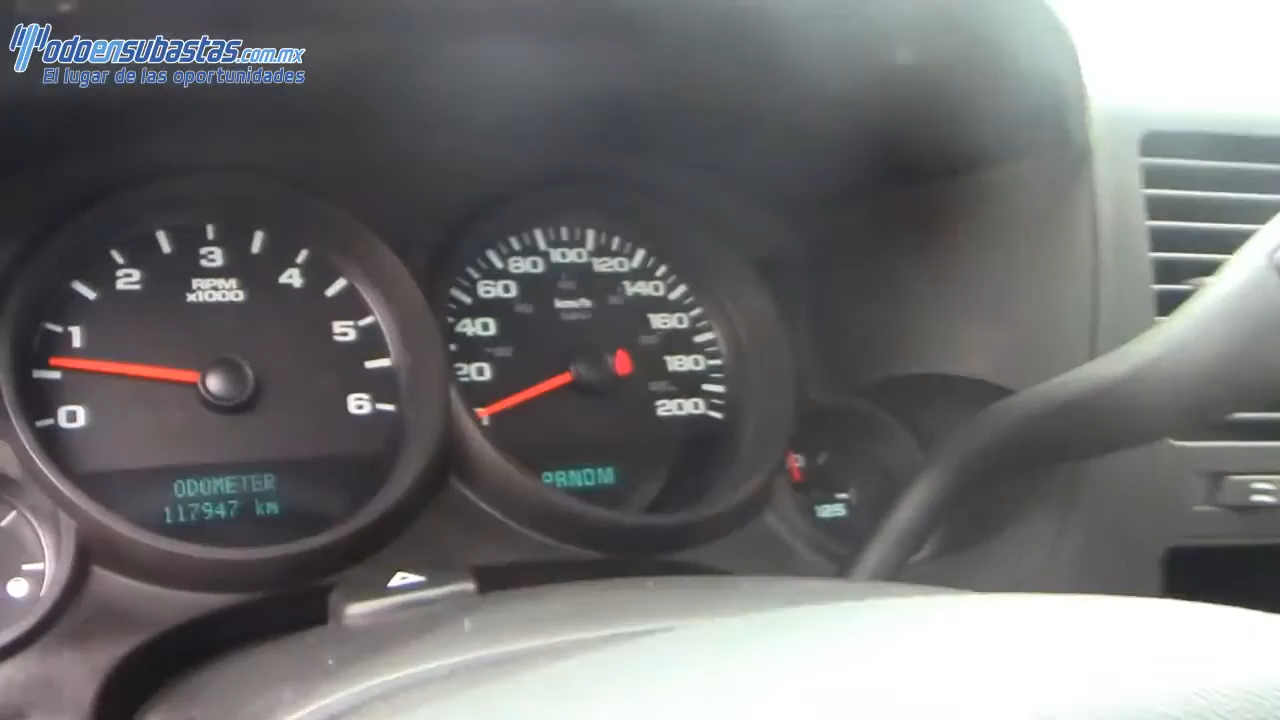 Todoensubastas.com.mx
El lugar de las oportunidades
0 1 2 3 4 5 6
RPM
x1000
ODOMETER
117947 km
20 40 60 80 100 120 140 160 180 200
km/h
PRNDM
125